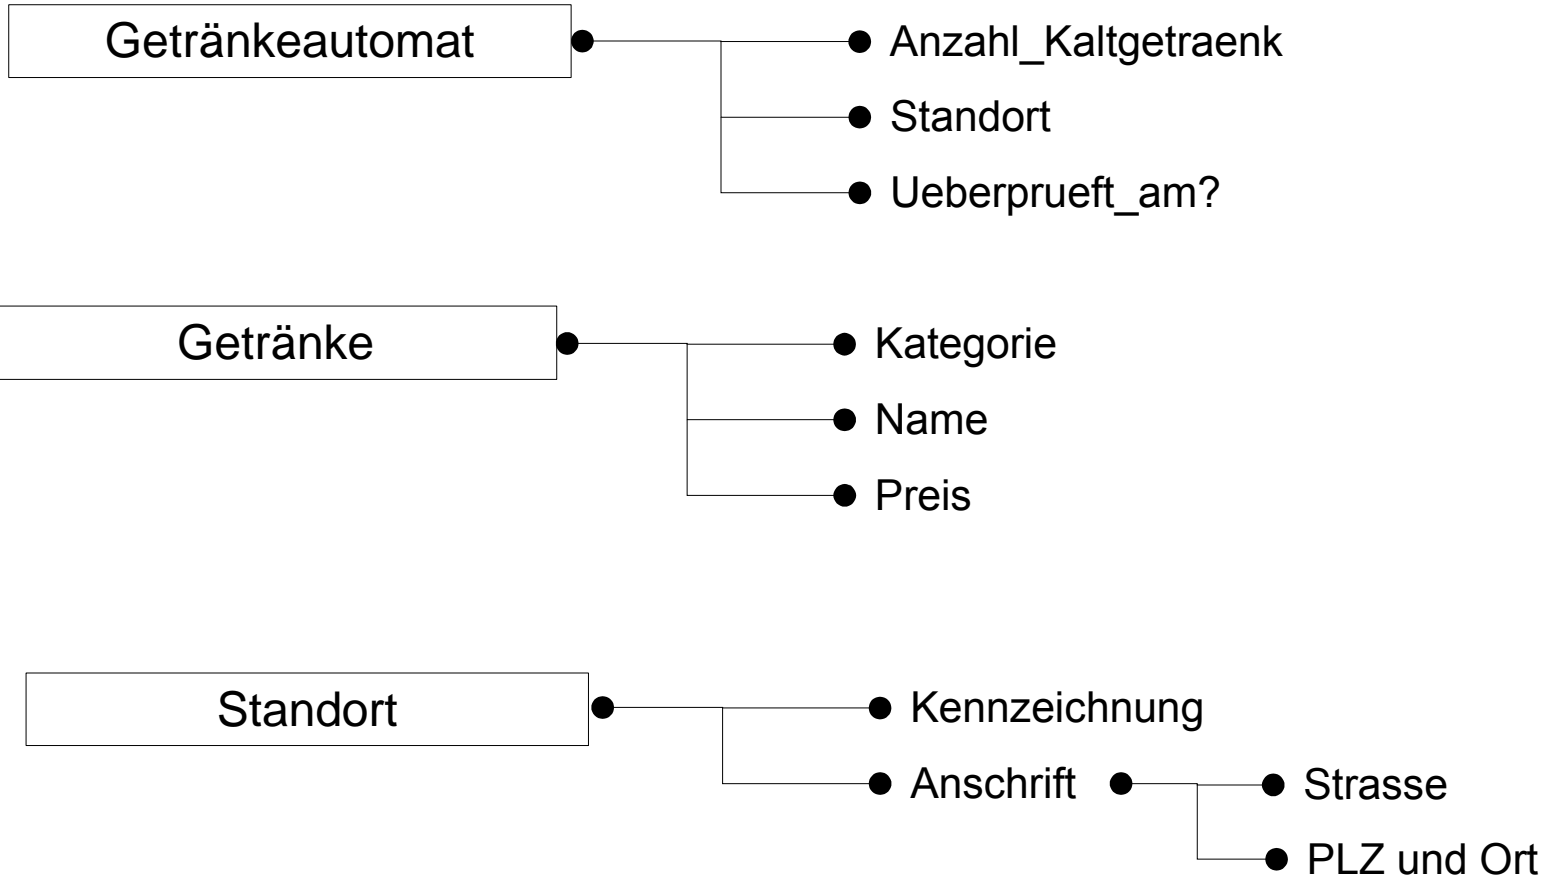 Getränkeautomat
Anzahl_Kaltgetraenk
Standort
Ueberprueft_am?
Getränke
Kategorie
Name
Preis
Standort
Kennzeichnung
Anschrift
Strasse
PLZ und Ort